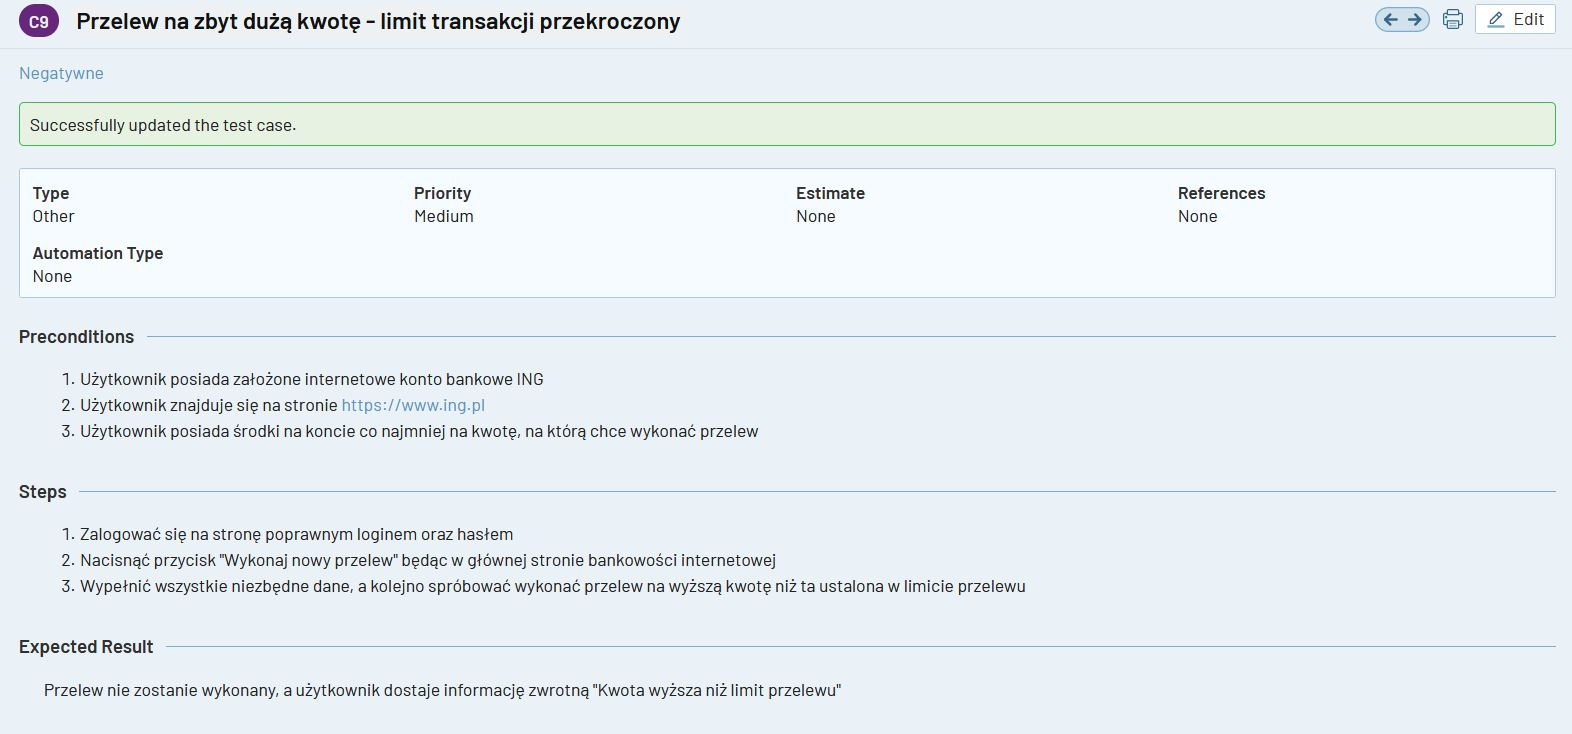 C9 Przelew na zbyt dużą kwotę - limit transakcji przekroczony Edit
Negatywne
Successfully updated the test case.
Type Priority Estimate References
Other Medium None None
Automation Type
None
Preconditions
1. Użytkownik posiada założone internetowe konto bankowe ING
2. Użytkownik znajduje się na stronie https://www.ing.pl
3. Użytkownik posiada środki na koncie co najmniej na kwotę, na którą chce wykonać przelew
Steps
1. Zalogować się na stronę poprawnym loginem oraz hasłem
2. Nacisnąć przycisk "Wykonaj nowy przelew" będąc w głównej stronie bankowości internetowej
3. Wypełnić wszystkie niezbędne dane, a kolejno spróbować wykonać przelew na wyższą kwotę niż ta ustalona w limicie przelewu
Expected Result
Przelew nie zostanie wykonany, a użytkownik dostaje informację zwrotną "Kwota wyższa niż limit przelewu"